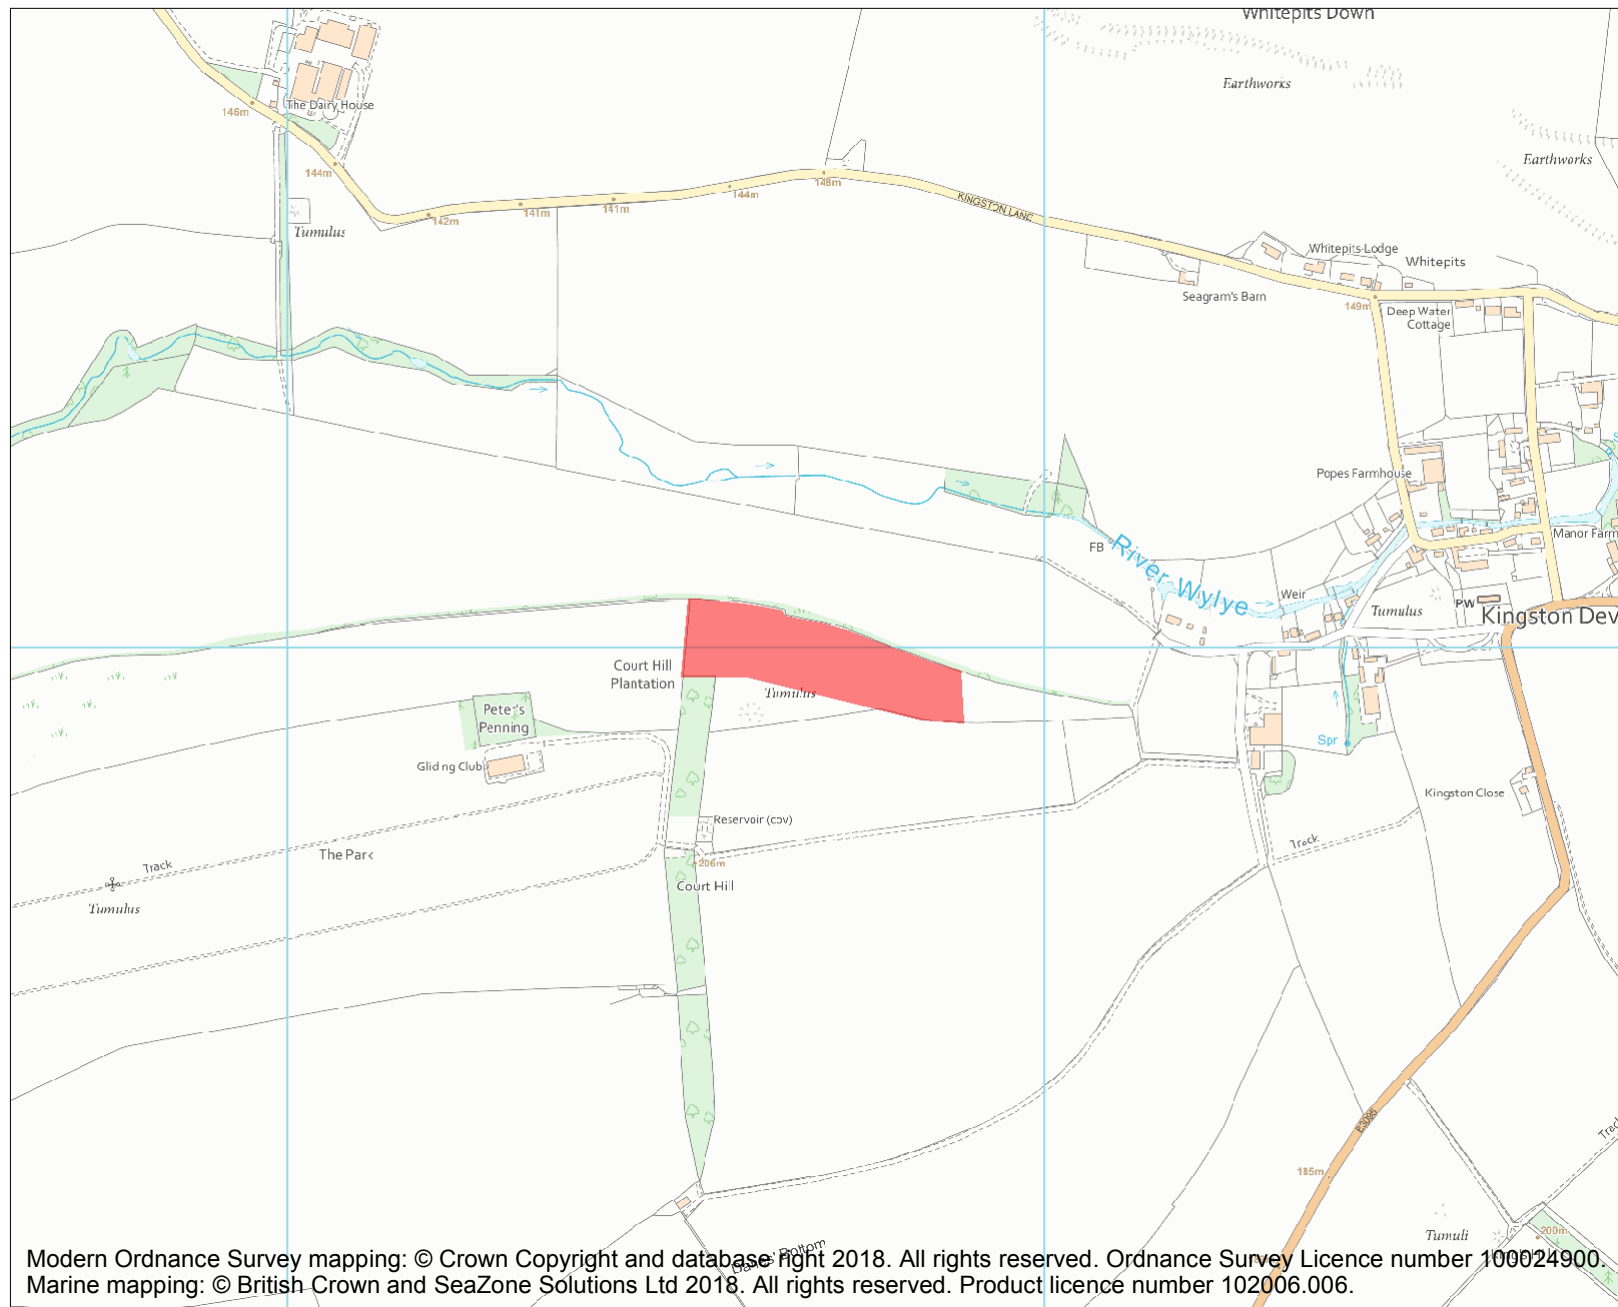 Whitepits Down
Earthworks
The Dairy House
146m
Earthworks
144m
148m
144m
141m
141m
142m
KINGSTON LANE
Tumulus
Whitepits Lodge
Whitepits
Seagram's Barn
149m
Deep Water
Cottage
Popes Farmhouse
FB
River Wylye
Manor Farm
Weir
Tumulus
PW
Kingston Dev
Court Hill
Plantation
Tumulus
Peter's
Penning
Spr
Gliding Club
Kingston Close
Reservoir (cov)
Track
The Park
Track
206m
Court Hill
Tumulus
B3095
Trac
185m
Tumuli
200m
Modern Ordnance Survey mapping: © Crown Copyright and database right 2018. All rights reserved. Ordnance Survey Licence number 100024900.
Marine mapping: © British Crown and SeaZone Solutions Ltd 2018. All rights reserved. Product licence number 102006.006.